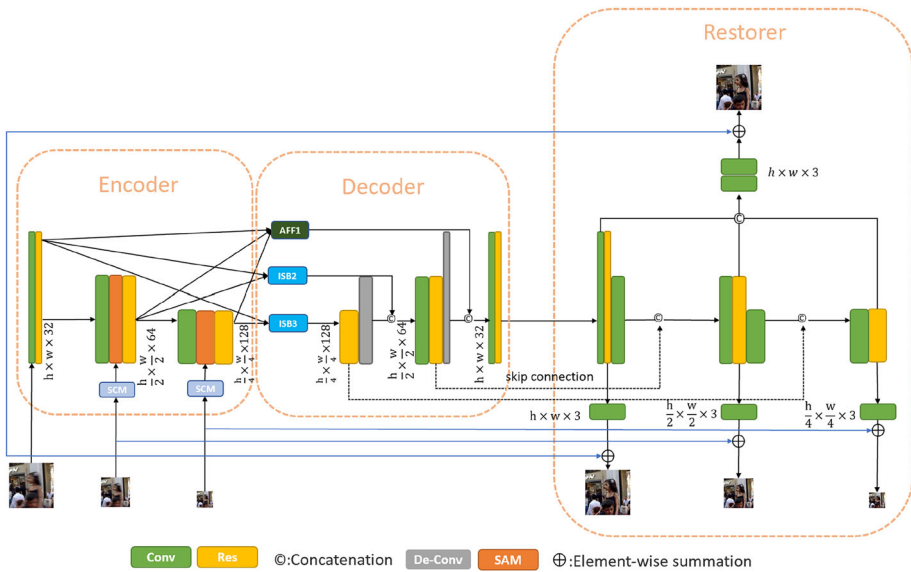 Restorer
Encoder
Decoder
h × w × 3
AFF1
ISB2
ISB3
©
©
©
©
©
h × w × 32
h/2 × w/2 × 64
h/4 × w/4 × 128
h/4 × w/4 × 128
h/2 × w/2 × 64
h × w × 32
SCM
SCM
skip connection
h × w × 3
h/2 × w/2 × 3
h/4 × w/4 × 3
Conv
Res
©:Concatenation
De-Conv
SAM
⊕:Element-wise summation